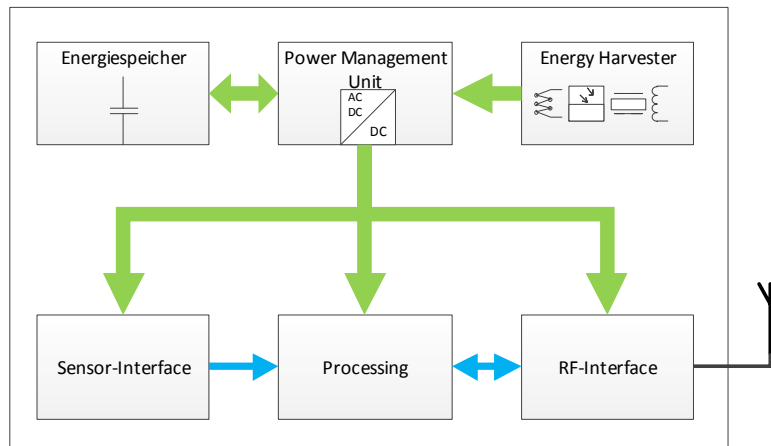 Energiespeicher
Power Management
Unit
AC
DC
DC
Energy Harvester
Sensor-Interface
Processing
RF-Interface